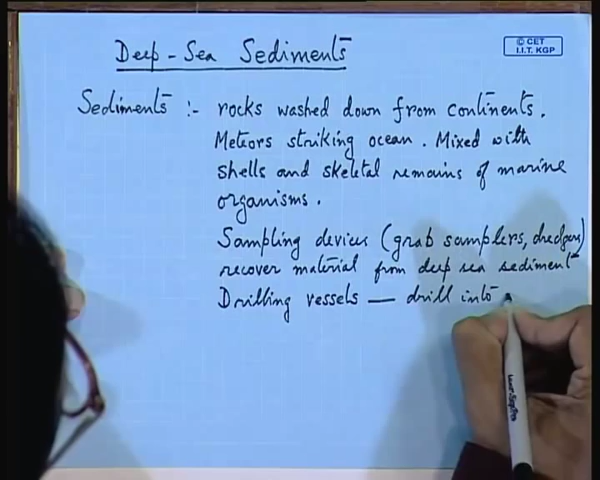 Deep-Sea Sediments
© CET
I.I.T. KGP
Sediments :- rocks washed down from continents.
Meteors striking ocean. Mixed with
shells and skeletal remains of marine
organisms.
Sampling devices (grab samplers, dredger)
recover material from deep sea sediment
Drilling vessels — drill into